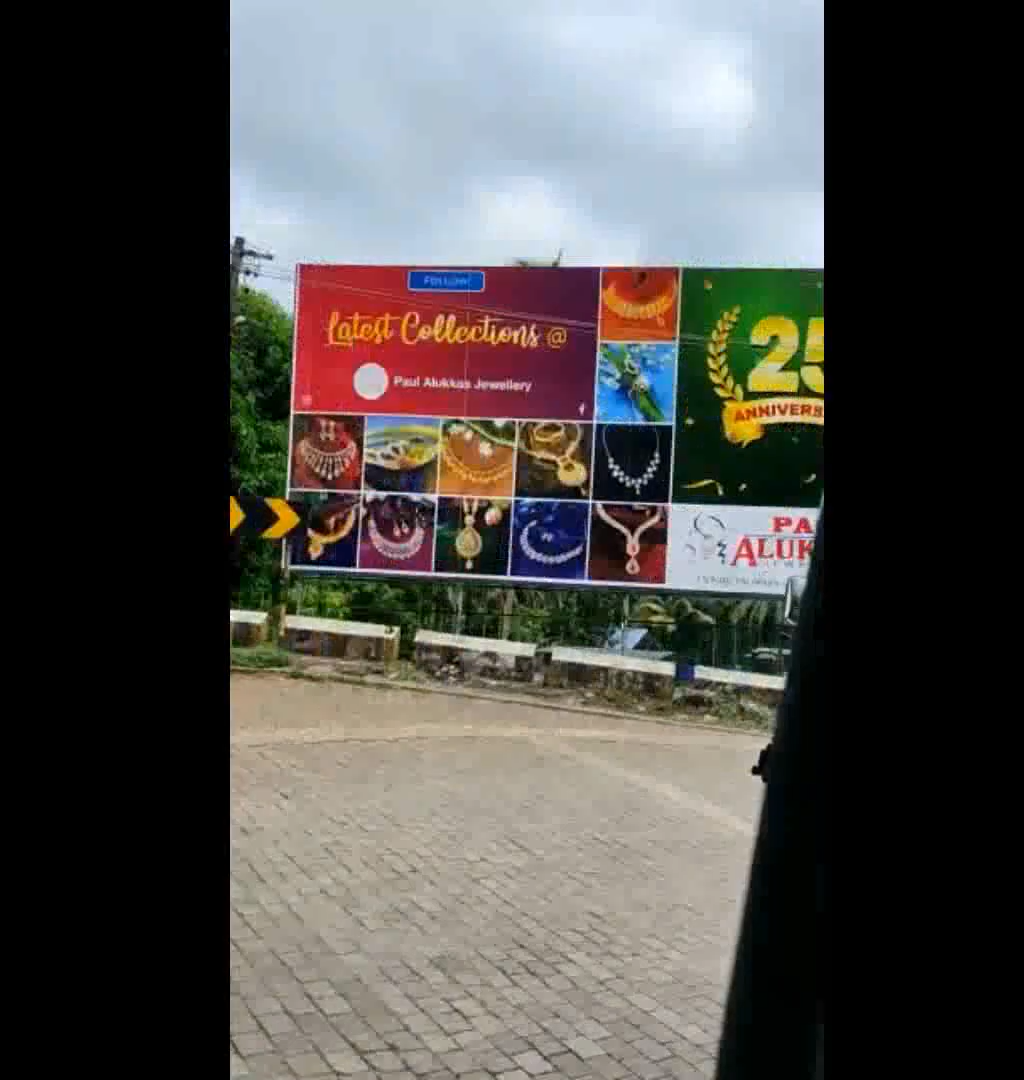 FOLLOW
Latest Collections @
Paul Alukkas Jewellery
25
ANNIVERS
PA
ALUK